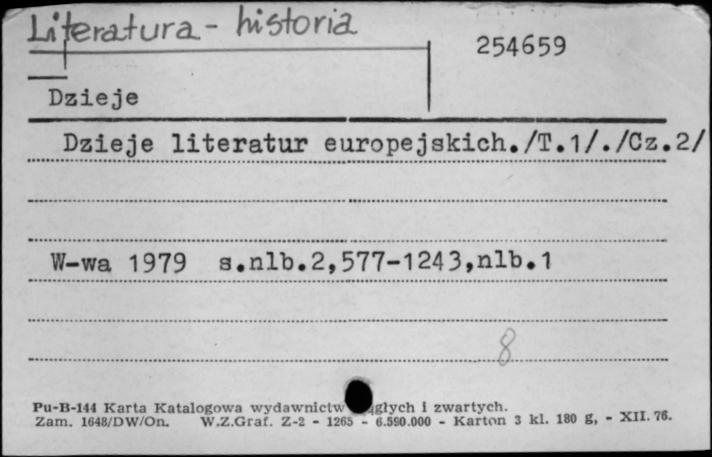 Literatura - historia
254659
Dzieje
Dzieje literatur europejskich./T.1/./Cz.2/
W-wa 1979 s.nlb.2,577-1243,nlb.1
8
Pu-B-144 Karta Katalogowa wydawnictw ągłych i zwartych.
Zam. 1648/DW/On. W.Z.Graf. Z-2 - 1265 - 6.590.000 - Karton 3 kl. 180 g, - XII. 76.